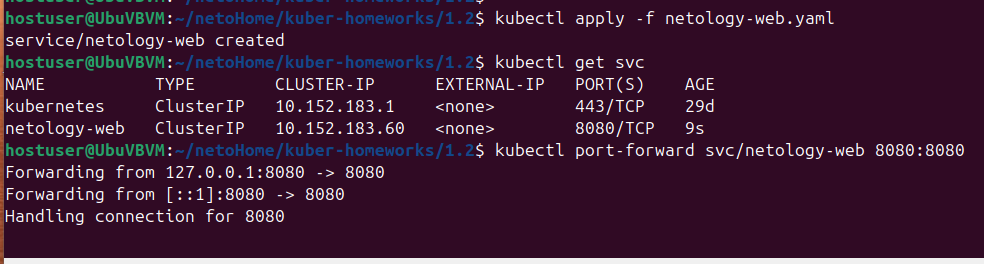 hostuser@UbuVBVM:~/netoHome/kuber-homeworks/1.2$ kubectl apply -f netology-web.yaml
service/netology-web created
hostuser@UbuVBVM:~/netoHome/kuber-homeworks/1.2$ kubectl get svc
NAME           TYPE        CLUSTER-IP      EXTERNAL-IP   PORT(S)    AGE
kubernetes     ClusterIP   10.152.183.1    <none>        443/TCP    29d
netology-web   ClusterIP   10.152.183.60   <none>        8080/TCP   9s
hostuser@UbuVBVM:~/netoHome/kuber-homeworks/1.2$ kubectl port-forward svc/netology-web 8080:8080
Forwarding from 127.0.0.1:8080 -> 8080
Forwarding from [::1]:8080 -> 8080
Handling connection for 8080